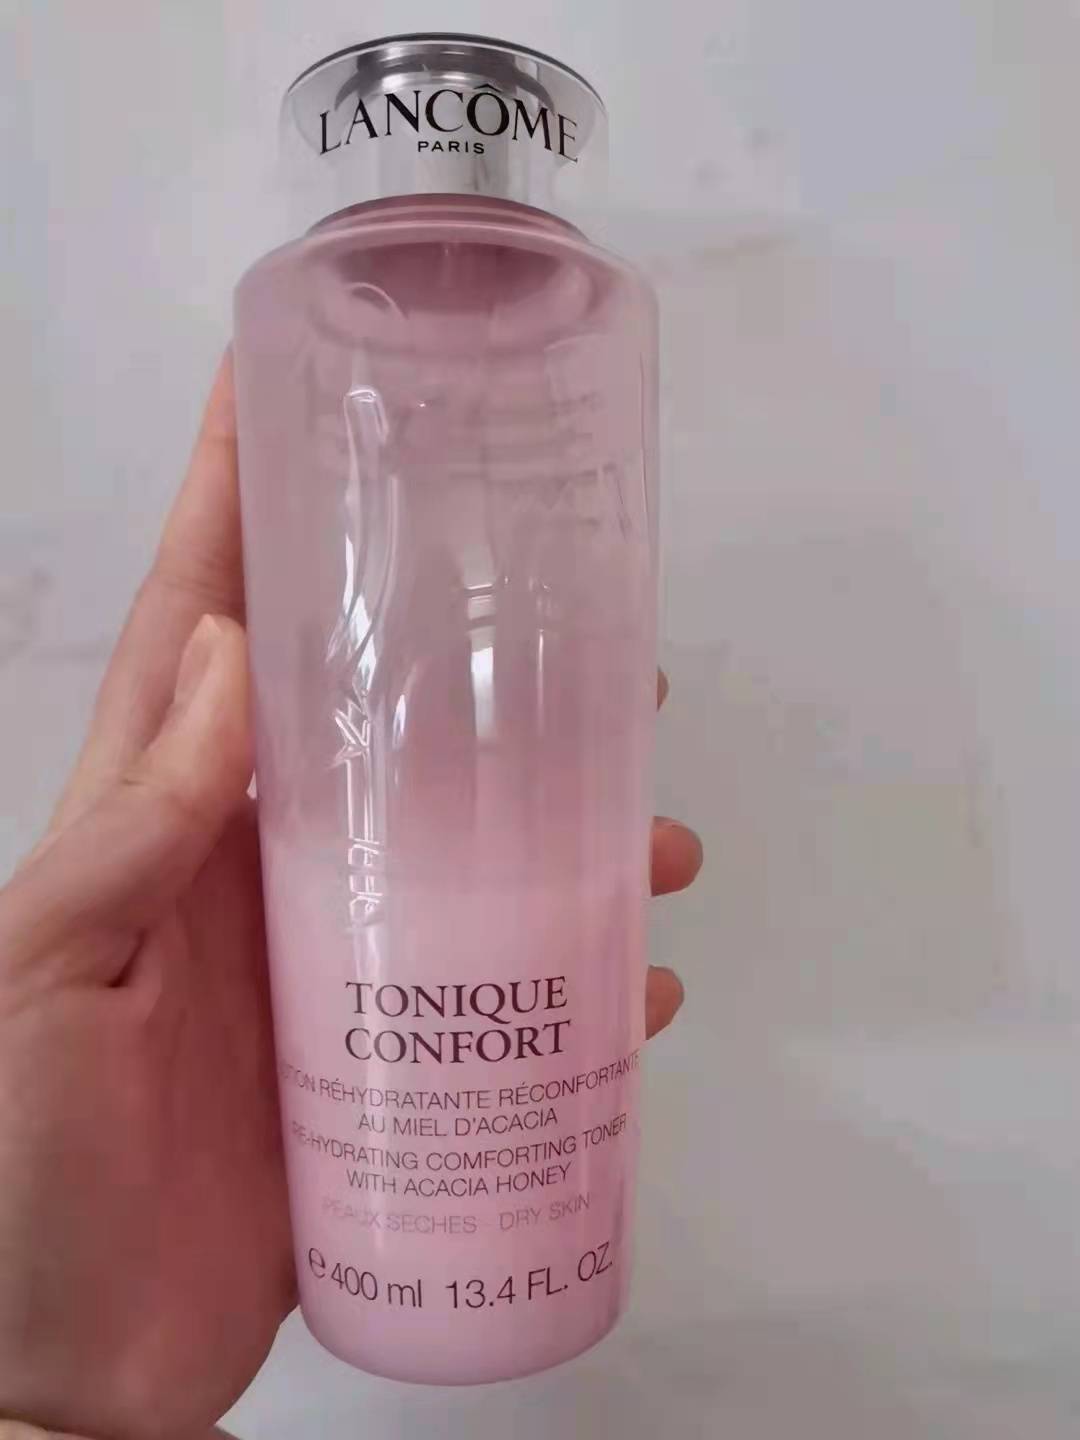 LANCÔME
PARIS
TONIQUE
CONFORT
RÉHYDRATANTE RÉCONFORTANTE
AU MIEL D'ACACIA
RE-HYDRATING COMFORTING TONER
WITH ACACIA HONEY
PEAUX SÈCHES - DRY SKIN
e 400 ml 13.4 FL. OZ.